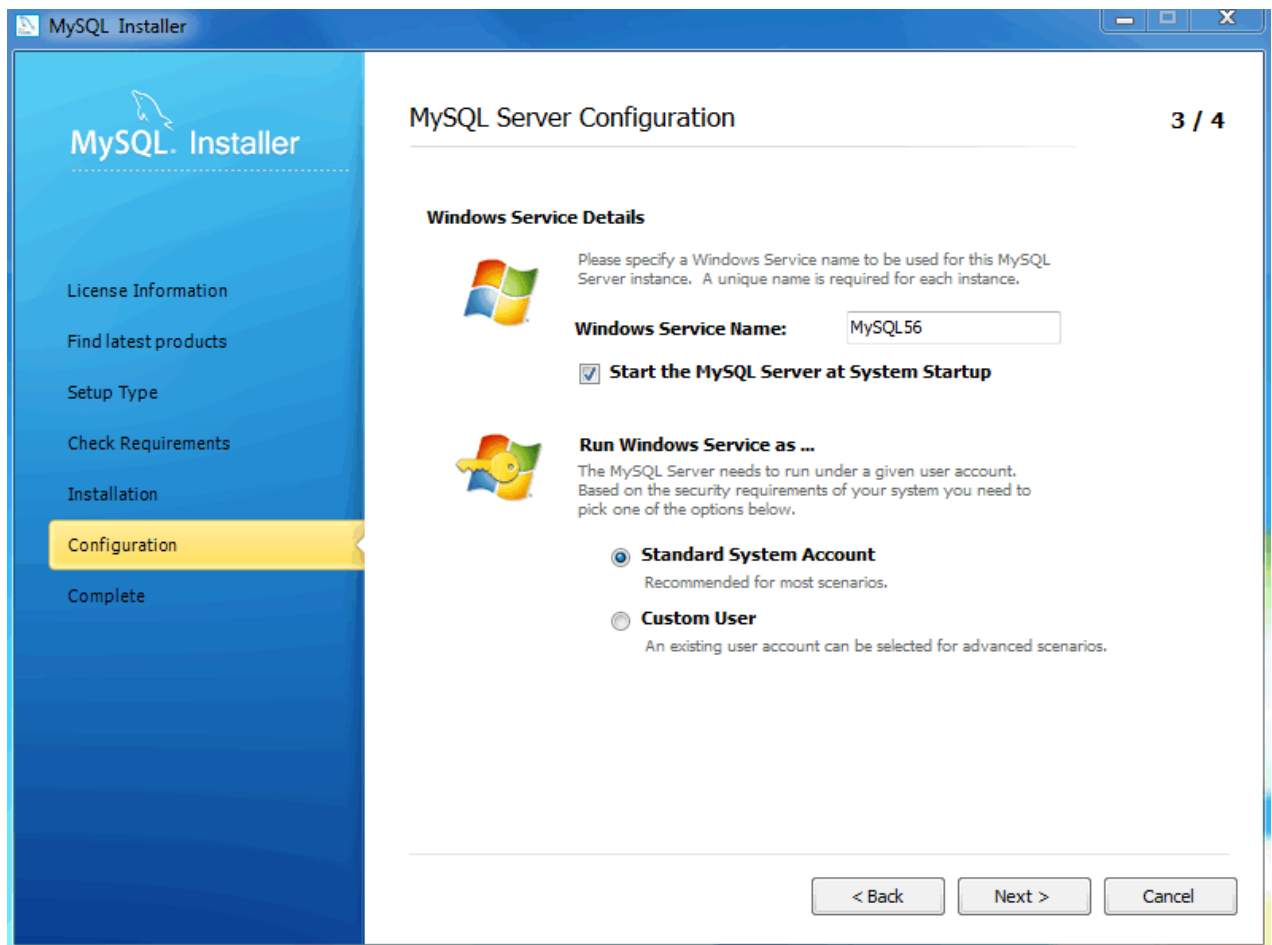 MySQL Installer
MySQL. Installer
License Information
Find latest products
Setup Type
Check Requirements
Installation
Configuration
Complete
MySQL Server Configuration
3 / 4
Windows Service Details
Please specify a Windows Service name to be used for this MySQL
Server instance. A unique name is required for each instance.
Windows Service Name:
MySQL56
Start the MySQL Server at System Startup
Run Windows Service as ...
The MySQL Server needs to run under a given user account.
Based on the security requirements of your system you need to
pick one of the options below.
Standard System Account
Recommended for most scenarios.
Custom User
An existing user account can be selected for advanced scenarios.
< Back
Next >
Cancel